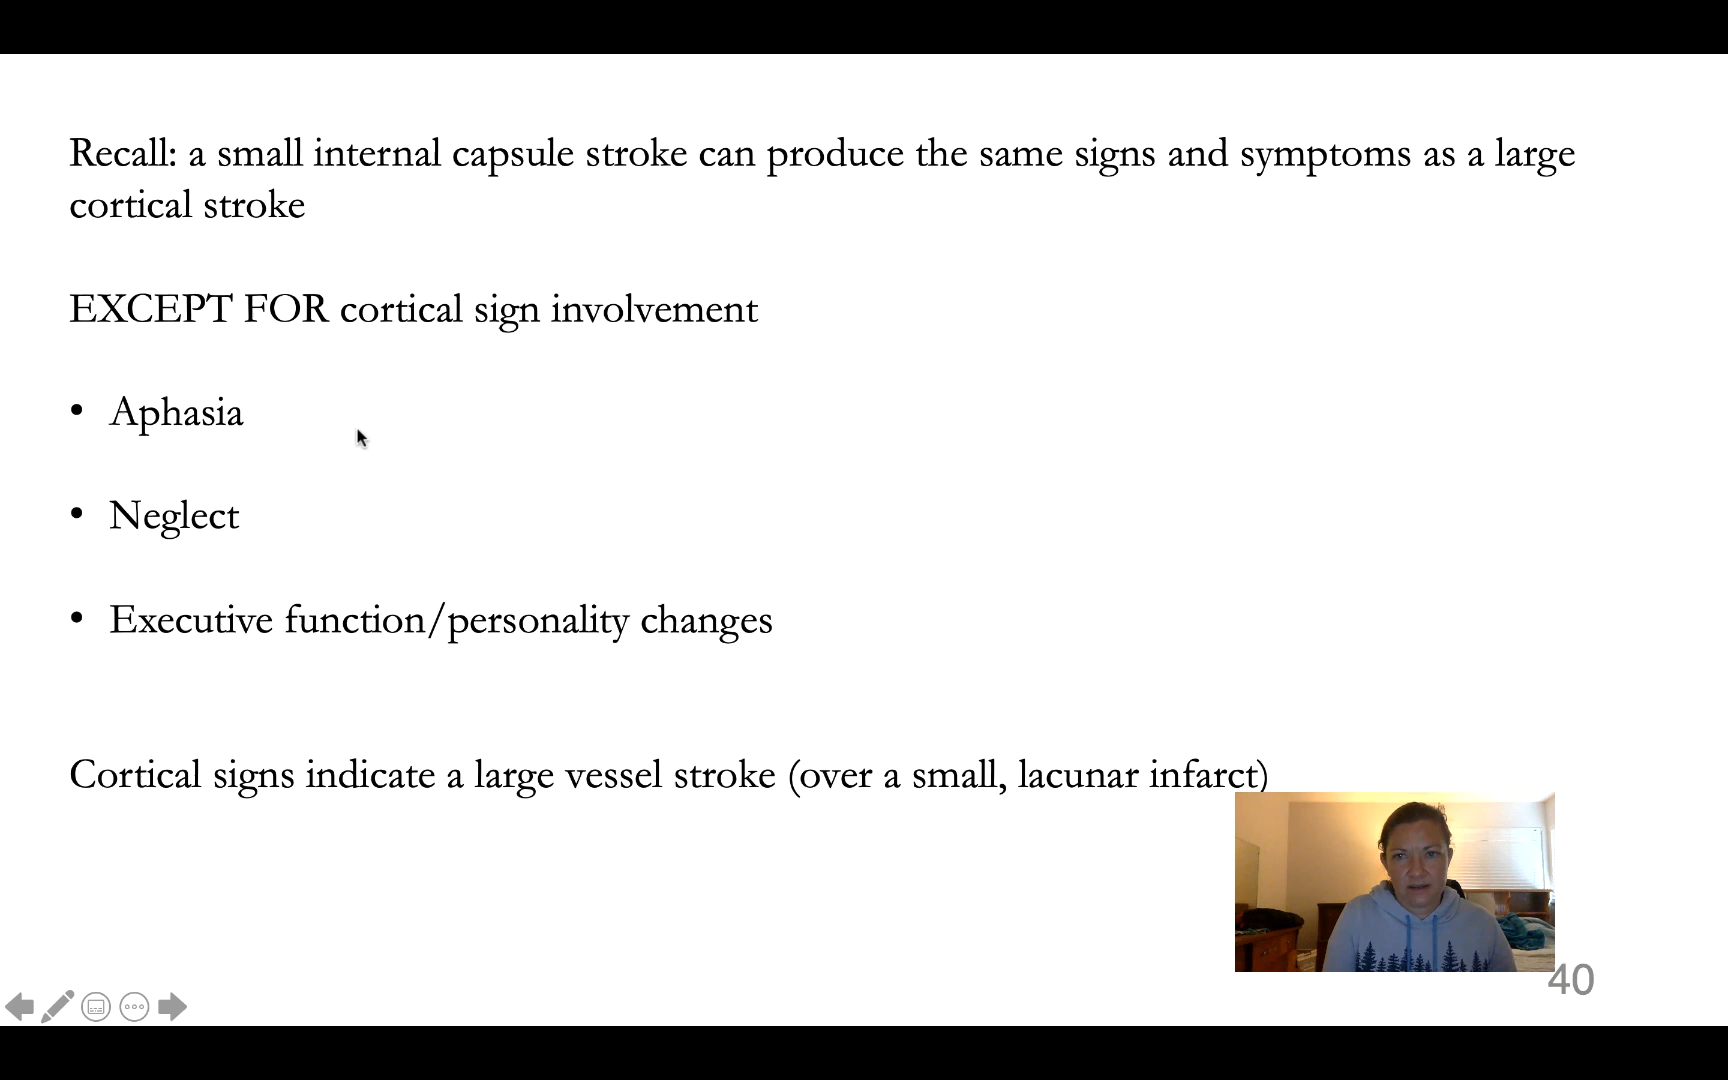 Recall: a small internal capsule stroke can produce the same signs and symptoms as a large
cortical stroke
EXCEPT FOR cortical sign involvement
• Aphasia
• Neglect
• Executive function/personality changes
Cortical signs indicate a large vessel stroke (over a small, lacunar infarct)
40